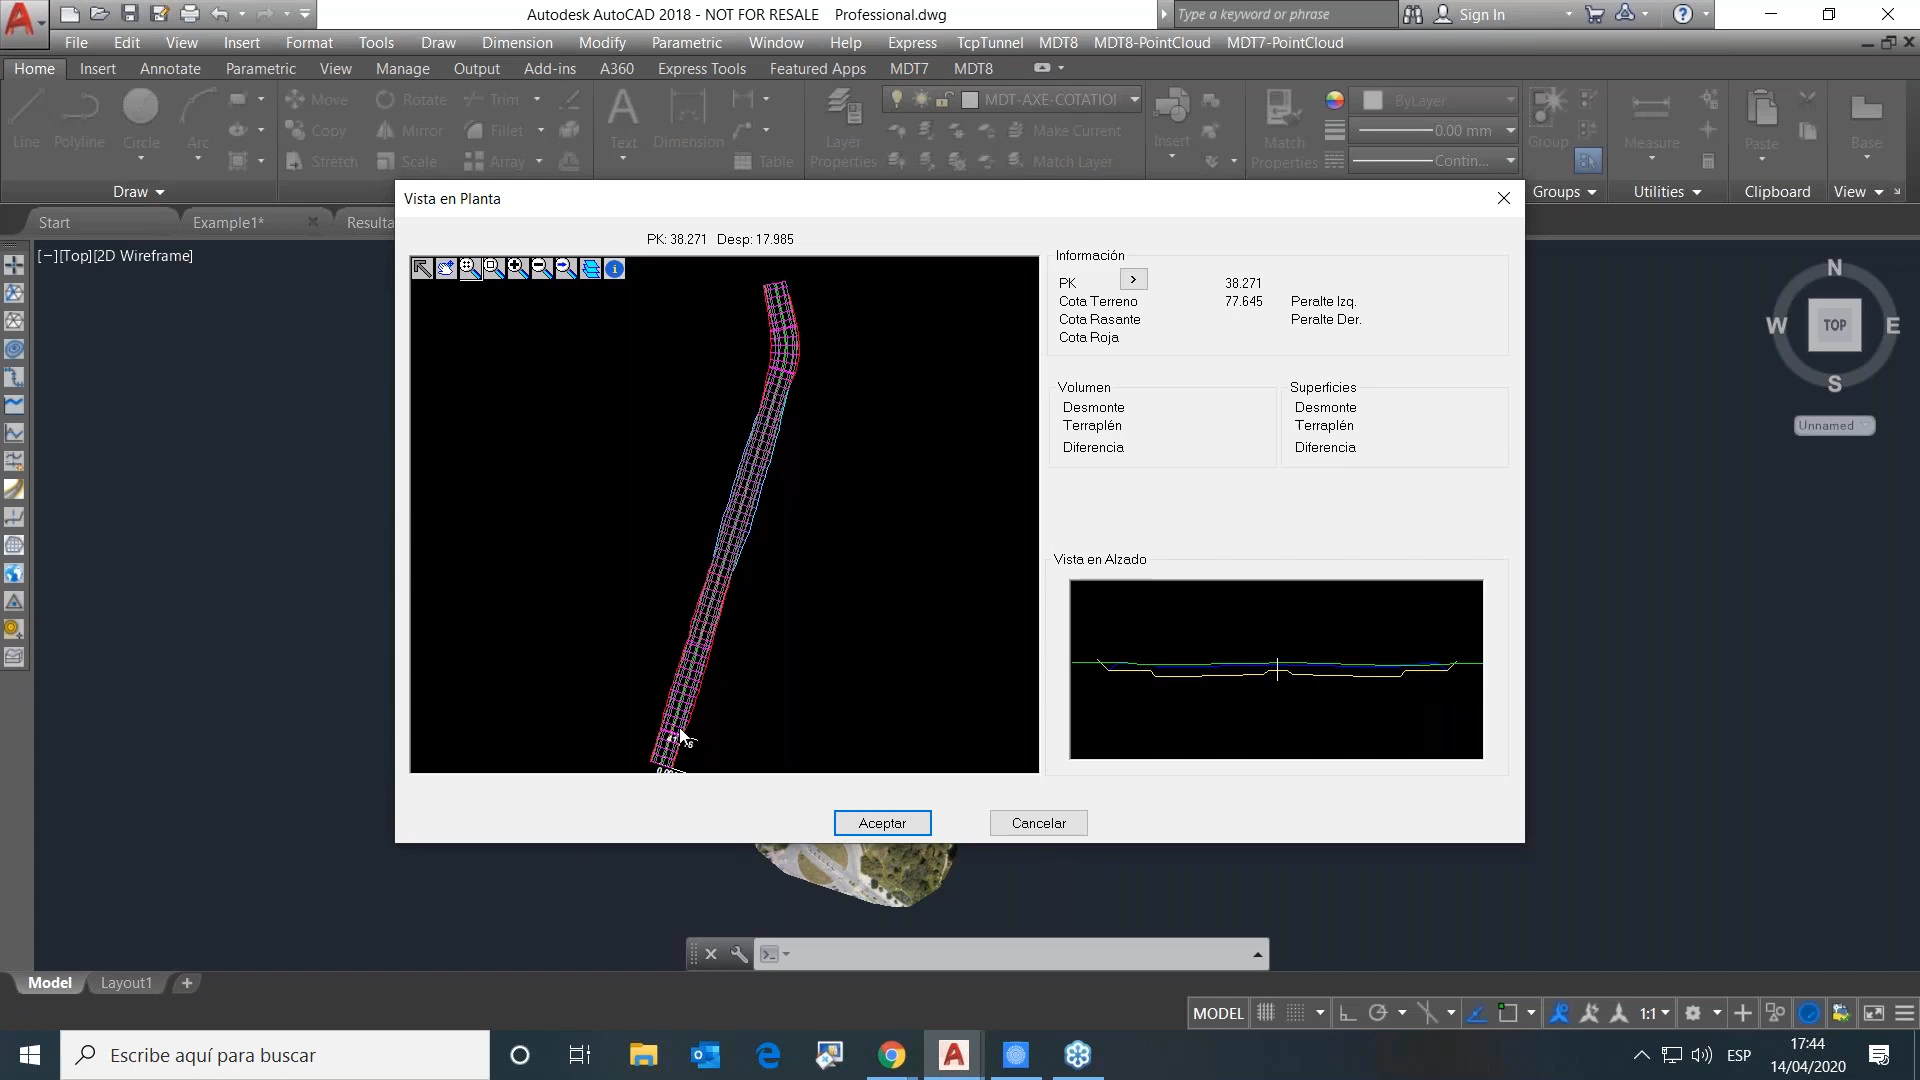 Autodesk AutoCAD 2018 - NOT FOR RESALE    Professional.dwg
Type a keyword or phrase
Sign In
File Edit View Insert Format Tools Draw Dimension Modify Parametric Window Help Express TcpTunnel MDT8 MDT8-PointCloud MDT7-PointCloud
Home Insert Annotate Parametric View Manage Output Add-ins A360 Express Tools Featured Apps MDT7 MDT8
Line Polyline Circle Arc
Move Rotate Trim
Copy Mirror Fillet
Stretch Scale Array
Text Dimension Table
Layer Properties
MDT-AXE-COTATIOI
Make Current
Match Layer
Insert
Match Properties
ByLayer
0.00 mm
Contin...
Group
Measure
Paste
Base
Draw
Groups Utilities Clipboard View
Start Example1* Resulta
[−][Top][2D Wireframe]
Vista en Planta
PK: 38.271 Desp: 17.985
Información
PK > 38.271
Cota Terreno 77.645 Peralte Izq.
Cota Rasante Peralte Der.
Cota Roja
Volumen
Desmonte
Terraplén
Diferencia
Superficies
Desmonte
Terraplén
Diferencia
Vista en Alzado
Aceptar Cancelar
N
W TOP E
S
Unnamed
Model Layout1 +
MODEL 1:1
Escribe aquí para buscar
ESP
17:44
14/04/2020